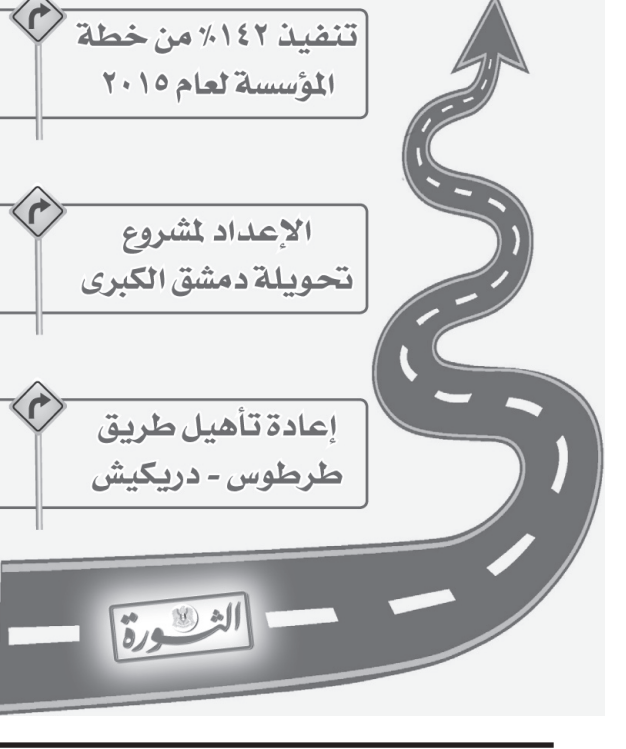 تنفيذ ١٤٢٪ من خطة
المؤسسة لعام ٢٠١٥
الإعداد لمشروع
تحويلة دمشق الكبرى
إعادة تأهيل طريق
طرطوس - دريكيش
الثورة